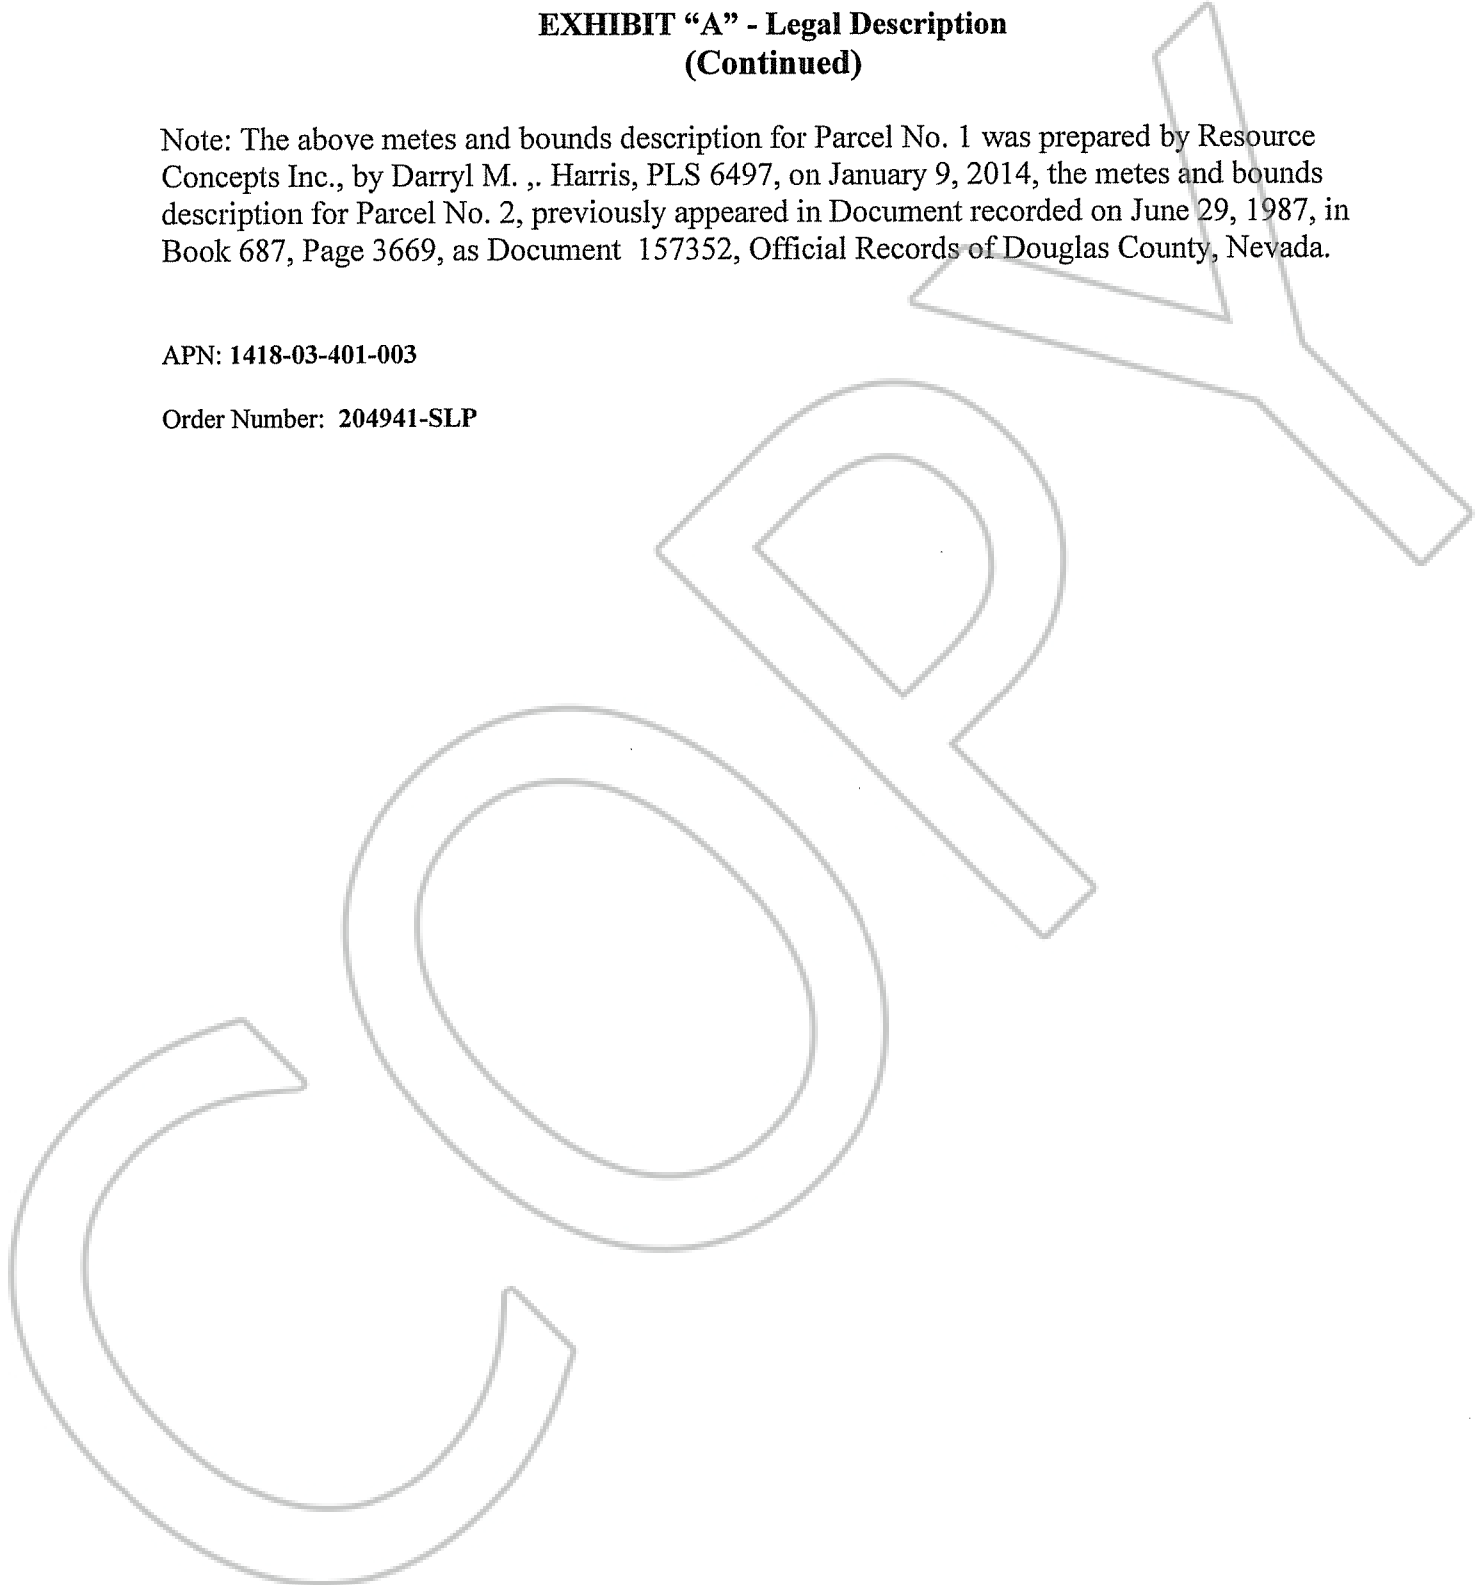 EXHIBIT “A” - Legal Description
(Continued)
Note: The above metes and bounds description for Parcel No. 1 was prepared by Resource
Concepts Inc., by Darryl M. ,. Harris, PLS 6497, on January 9, 2014, the metes and bounds
description for Parcel No. 2, previously appeared in Document recorded on June 29, 1987, in
Book 687, Page 3669, as Document  157352, Official Records of Douglas County, Nevada.
APN: 1418-03-401-003
Order Number:  204941-SLP
COPY